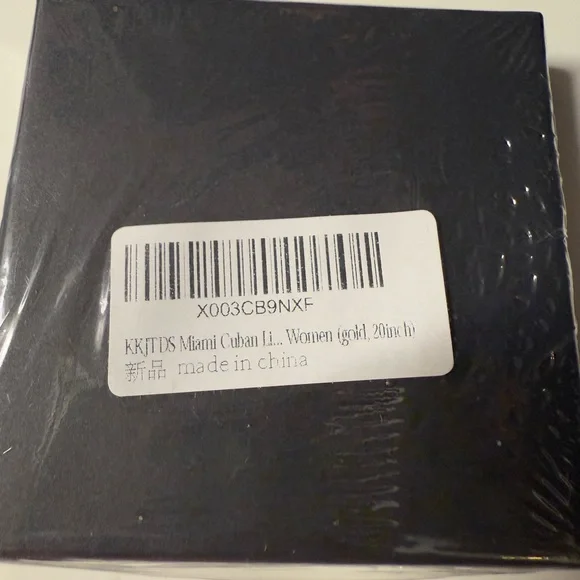 X003CB9NXF
KKJTDS Miami Cuban Li... Women (gold, 20inch)
新品 made in china